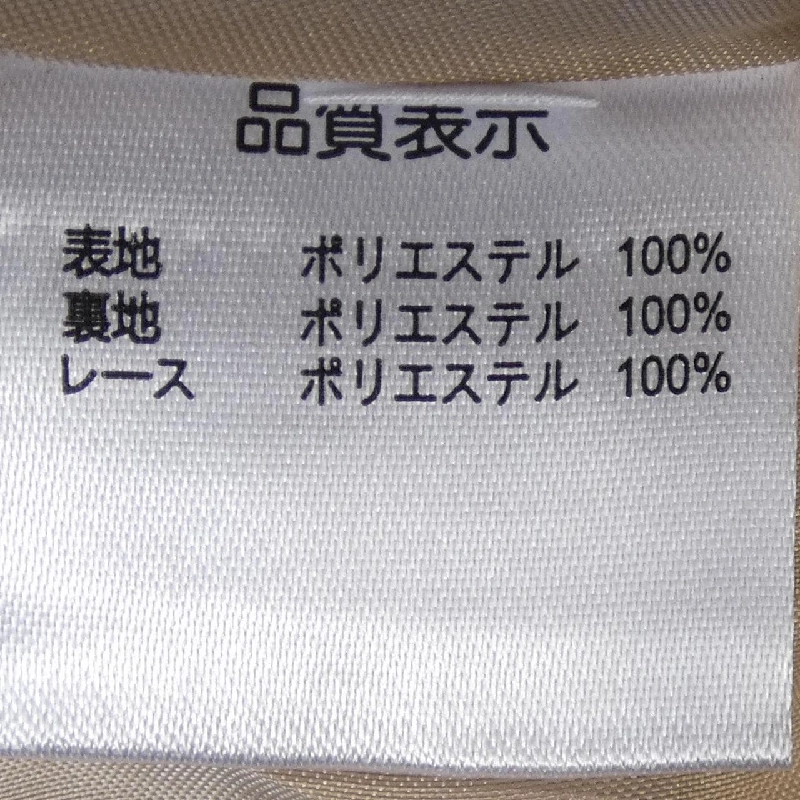 品質表示
表地 ポリエステル 100%
裏地 ポリエステル 100%
レース ポリエステル 100%